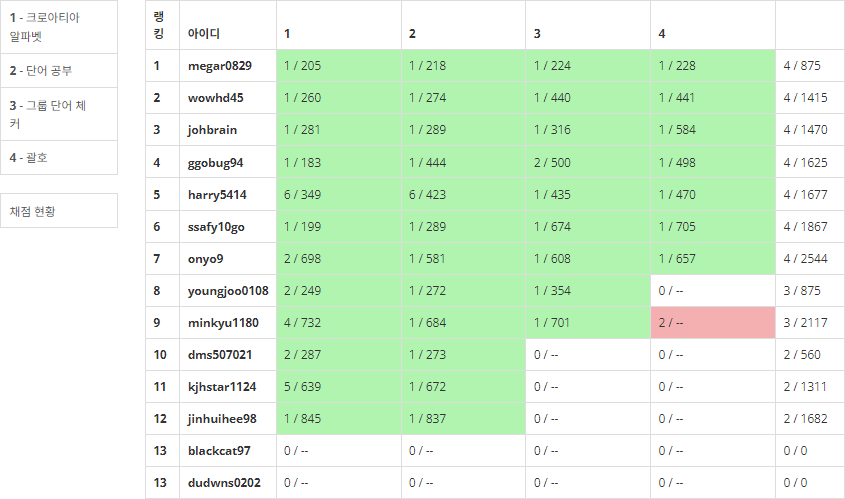 1 - 크로아티아
알파벳
2 - 단어 공부
3 - 그룹 단어 체
커
4 - 괄호
채점 현황
랭
킹 아이디 1 2 3 4
1 megar0829 1 / 205 1 / 218 1 / 224 1 / 228 4 / 875
2 wowhd45 1 / 260 1 / 274 1 / 440 1 / 441 4 / 1415
3 johbrain 1 / 281 1 / 289 1 / 316 1 / 584 4 / 1470
4 ggobug94 1 / 183 1 / 444 2 / 500 1 / 498 4 / 1625
5 harry5414 6 / 349 6 / 423 1 / 435 1 / 470 4 / 1677
6 ssafy10go 1 / 199 1 / 289 1 / 674 1 / 705 4 / 1867
7 onyo9 2 / 698 1 / 581 1 / 608 1 / 657 4 / 2544
8 youngjoo0108 2 / 249 1 / 272 1 / 354 0 / -- 3 / 875
9 minkyu1180 4 / 732 1 / 684 1 / 701 2 / -- 3 / 2117
10 dms507021 2 / 287 1 / 273 0 / -- 0 / -- 2 / 560
11 kjhstar1124 5 / 639 1 / 672 0 / -- 0 / -- 2 / 1311
12 jinhuihee98 1 / 845 1 / 837 0 / -- 0 / -- 2 / 1682
13 blackcat97 0 / -- 0 / -- 0 / -- 0 / -- 0 / 0
13 dudwns0202 0 / -- 0 / -- 0 / -- 0 / -- 0 / 0